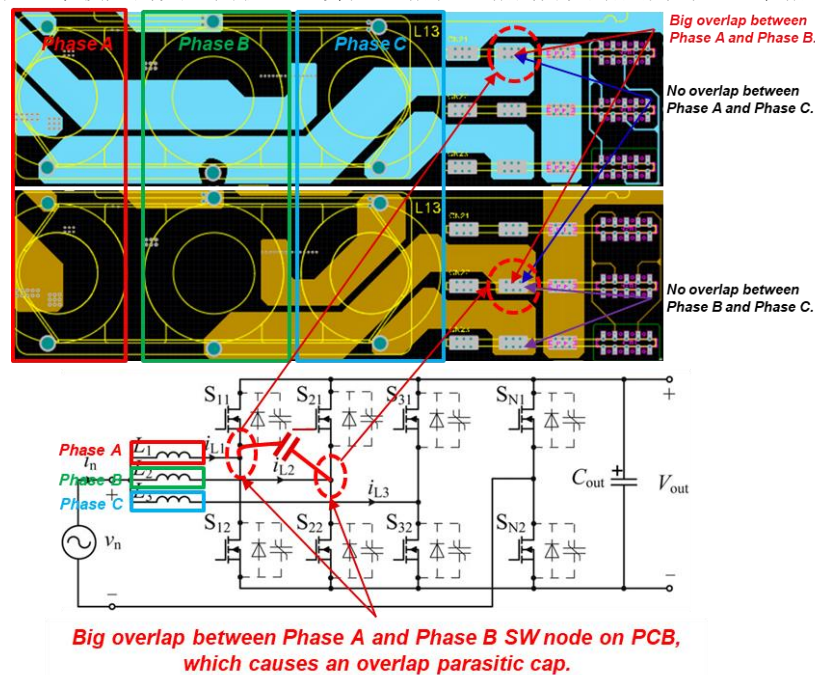 Phase A
Phase B
Phase C
L13
Big overlap between
Phase A and Phase B.
No overlap between
Phase A and Phase C.
L13
No overlap between
Phase B and Phase C.
S11
S21
S31
SN1
+
Phase A
L1
iL1
in
Phase B
L2
iL2
+
Phase C
iL3
Cout
+
Vout
vn
S12
S22
S32
SN2
−
−
Big overlap between Phase A and Phase B SW node on PCB,
which causes an overlap parasitic cap.